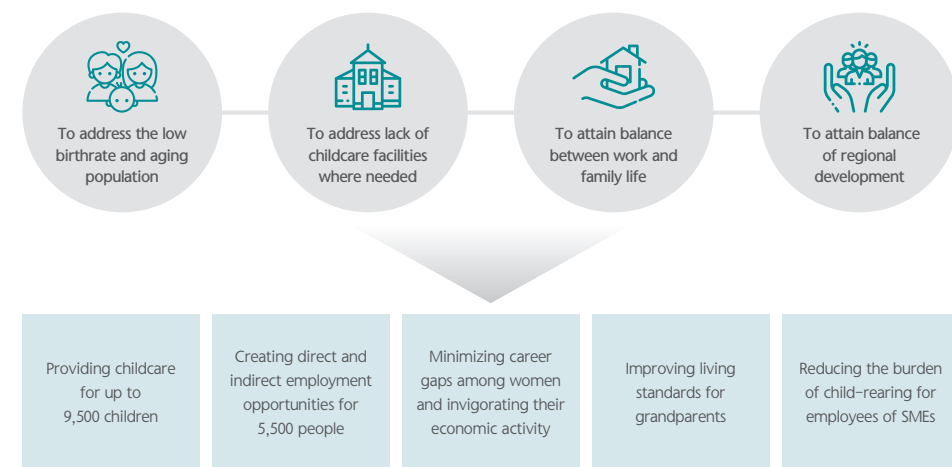 To address the low
birthrate and aging
population
To address lack of
childcare facilities
where needed
To attain balance
between work and
family life
To attain balance
of regional
development
Providing childcare
for up to
9,500 children
Creating direct and
indirect employment
opportunities for
5,500 people
Minimizing career
gaps among women
and invigorating their
economic activity
Improving living
standards for
grandparents
Reducing the burden
of child-rearing for
employees of SMEs